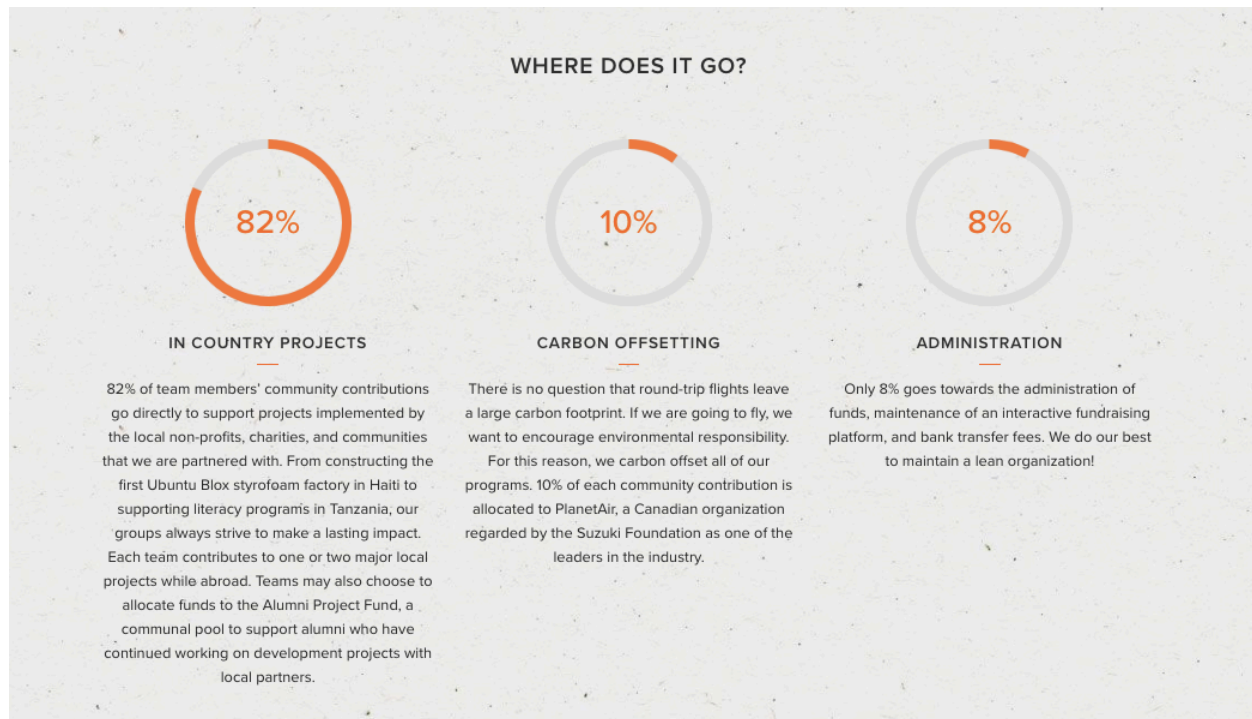 WHERE DOES IT GO?
82%
IN COUNTRY PROJECTS
82% of team members' community contributions
go directly to support projects implemented by
the local non-profits, charities, and communities
that we are partnered with. From constructing the
first Ubuntu Blox styrofoam factory in Haiti to
supporting literacy programs in Tanzania, our
groups always strive to make a lasting impact.
Each team contributes to one or two major local
projects while abroad. Teams may also choose to
allocate funds to the Alumni Project Fund, a
communal pool to support alumni who have
continued working on development projects with
local partners.
10%
CARBON OFFSETTING
There is no question that round-trip flights leave
a large carbon footprint. If we are going to fly, we
want to encourage environmental responsibility.
For this reason, we carbon offset all of our
programs. 10% of each community contribution is
allocated to PlanetAir, a Canadian organization
regarded by the Suzuki Foundation as one of the
leaders in the industry.
8%
ADMINISTRATION
Only 8% goes towards the administration of
funds, maintenance of an interactive fundraising
platform, and bank transfer fees. We do our best
to maintain a lean organization!